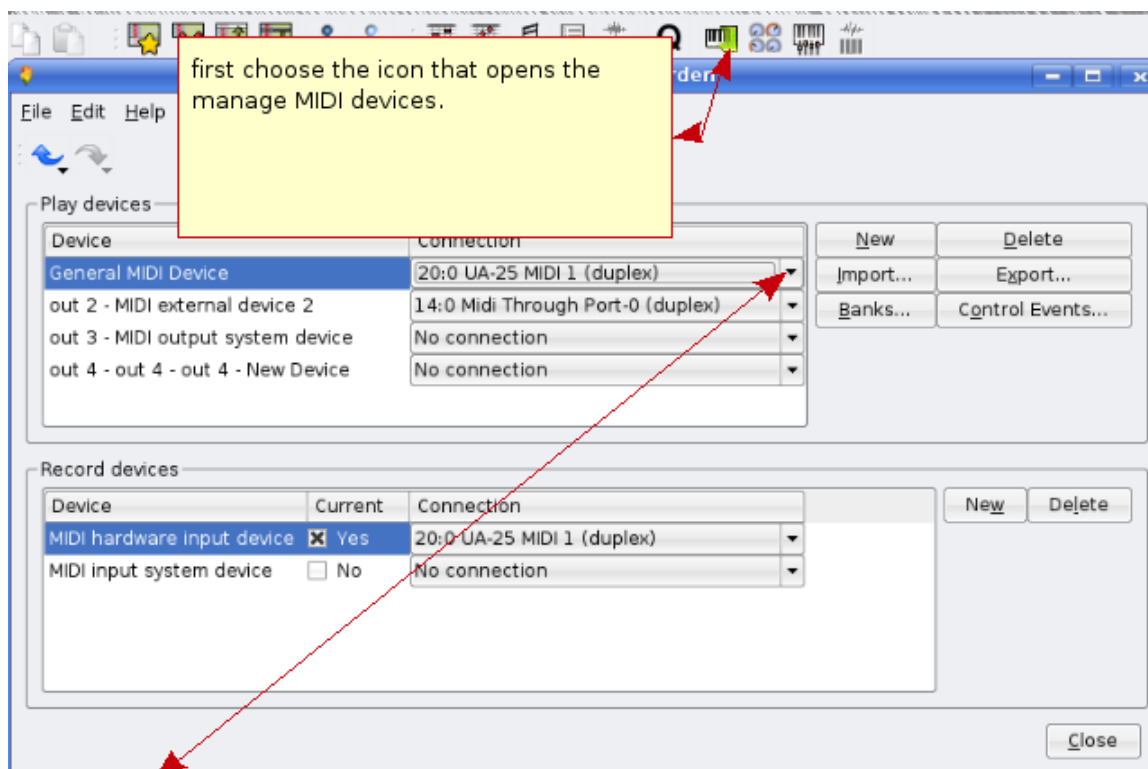 first choose the icon that opens the
manage MIDI devices.
File Edit Help
Play devices
Device Connection
General MIDI Device 20:0 UA-25 MIDI 1 (duplex)
out 2 - MIDI external device 2 14:0 Midi Through Port-0 (duplex)
out 3 - MIDI output system device No connection
out 4 - out 4 - out 4 - New Device No connection
New Delete
Import... Export...
Banks... Control Events...
Record devices
Device Current Connection
MIDI hardware input device Yes 20:0 UA-25 MIDI 1 (duplex)
MIDI input system device No No connection
New Delete
Close